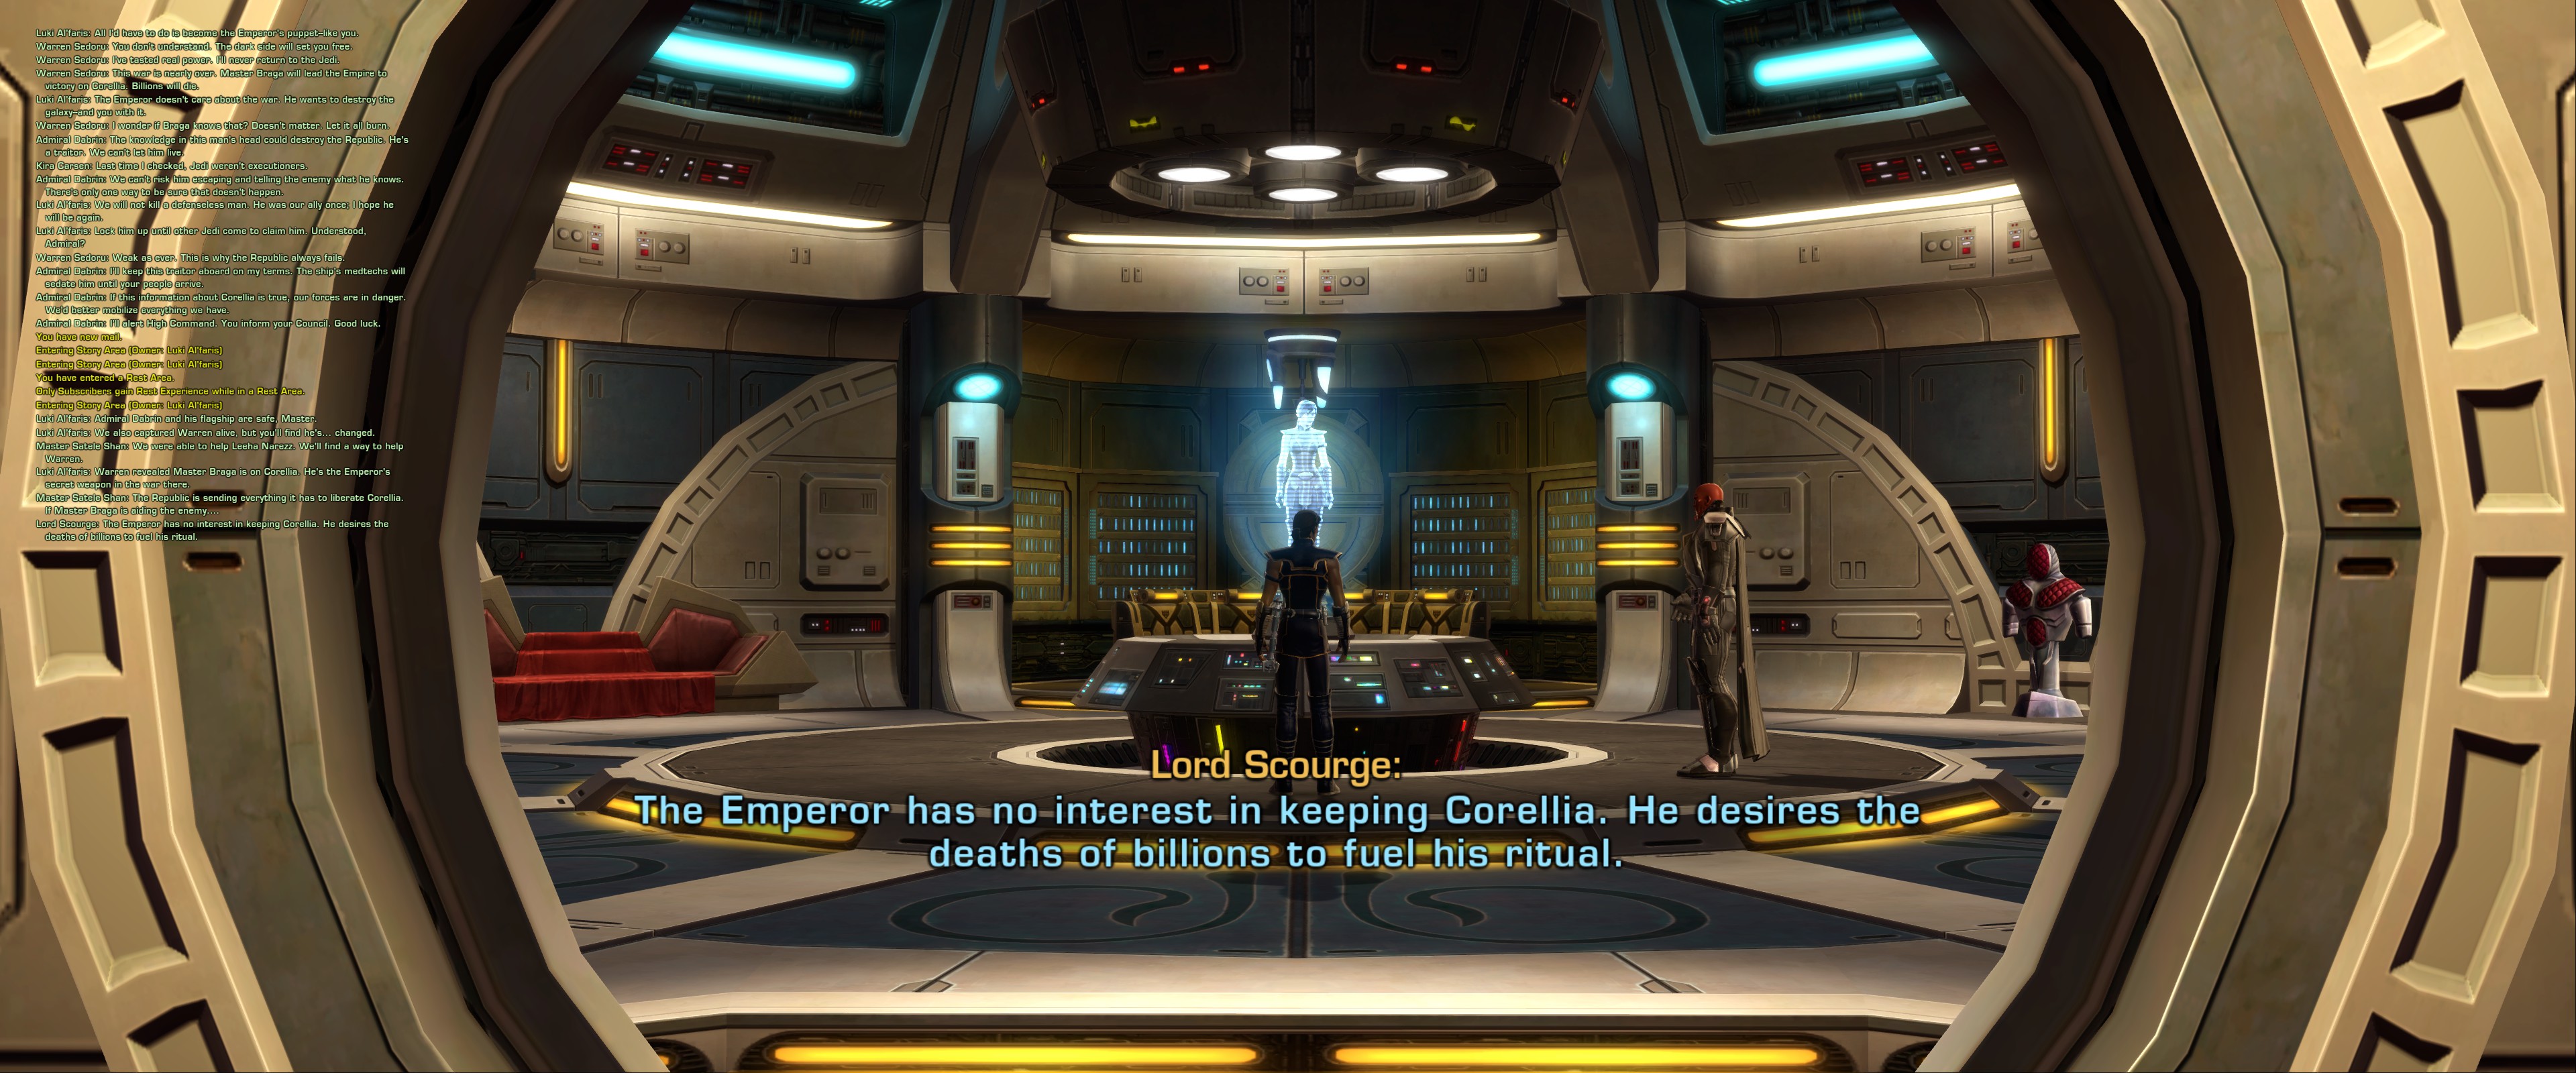 Luki Al'faris: All I'd have to do is become the Emperor's puppet–like you.
Warren Sedoru: You don't understand. The dark side will set you free.
Warren Sedoru: I've tasted real power. I'll never return to the Jedi.
Warren Sedoru: This war is nearly over. Master Braga will lead the Empire to
victory on Corellia. Billions will die.
Luki Al'faris: The Emperor doesn't care about the war. He wants to destroy the
galaxy–and you with it.
Warren Sedoru: I wonder if Braga knows that? Doesn't matter. Let it all burn.
Admiral Dabrin: The knowledge in this man's head could destroy the Republic. He's
a traitor. We can't let him live.
Kira Carsen: Last time I checked, Jedi weren't executioners.
Admiral Dabrin: We can't risk him escaping and telling the enemy what he knows.
There's only one way to be sure that doesn't happen.
Luki Al'faris: We will not kill a defenseless man. He was our ally once; I hope he
will be again.
Luki Al'faris: Lock him up until other Jedi come to claim him. Understood,
Admiral?
Warren Sedoru: Weak as ever. This is why the Republic always fails.
Admiral Dabrin: I'll keep this traitor aboard on my terms. The ship's medtechs will
sedate him until your people arrive.
Admiral Dabrin: If this information about Corellia is true, our forces are in danger.
We'd better mobilize everything we have.
Admiral Dabrin: I'll alert High Command. You inform your Council. Good luck.
You have new mail.
Entering Story Area (Owner: Luki Al'faris)
Entering Story Area (Owner: Luki Al'faris)
You have entered a Rest Area.
Only Subscribers gain Rest Experience while in a Rest Area.
Entering Story Area (Owner: Luki Al'faris)
Luki Al'faris: Admiral Dabrin and his flagship are safe, Master.
Luki Al'faris: We also captured Warren alive, but you'll find he's... changed.
Master Satele Shan: We were able to help Leeha Narezz. We'll find a way to help
Warren.
Luki Al'faris: Warren revealed Master Braga is on Corellia. He's the Emperor's
secret weapon in the war there.
Master Satele Shan: The Republic is sending everything it has to liberate Corellia.
If Master Braga is aiding the enemy....
Lord Scourge: The Emperor has no interest in keeping Corellia. He desires the
deaths of billions to fuel his ritual.
Lord Scourge:
The Emperor has no interest in keeping Corellia. He desires the
deaths of billions to fuel his ritual.